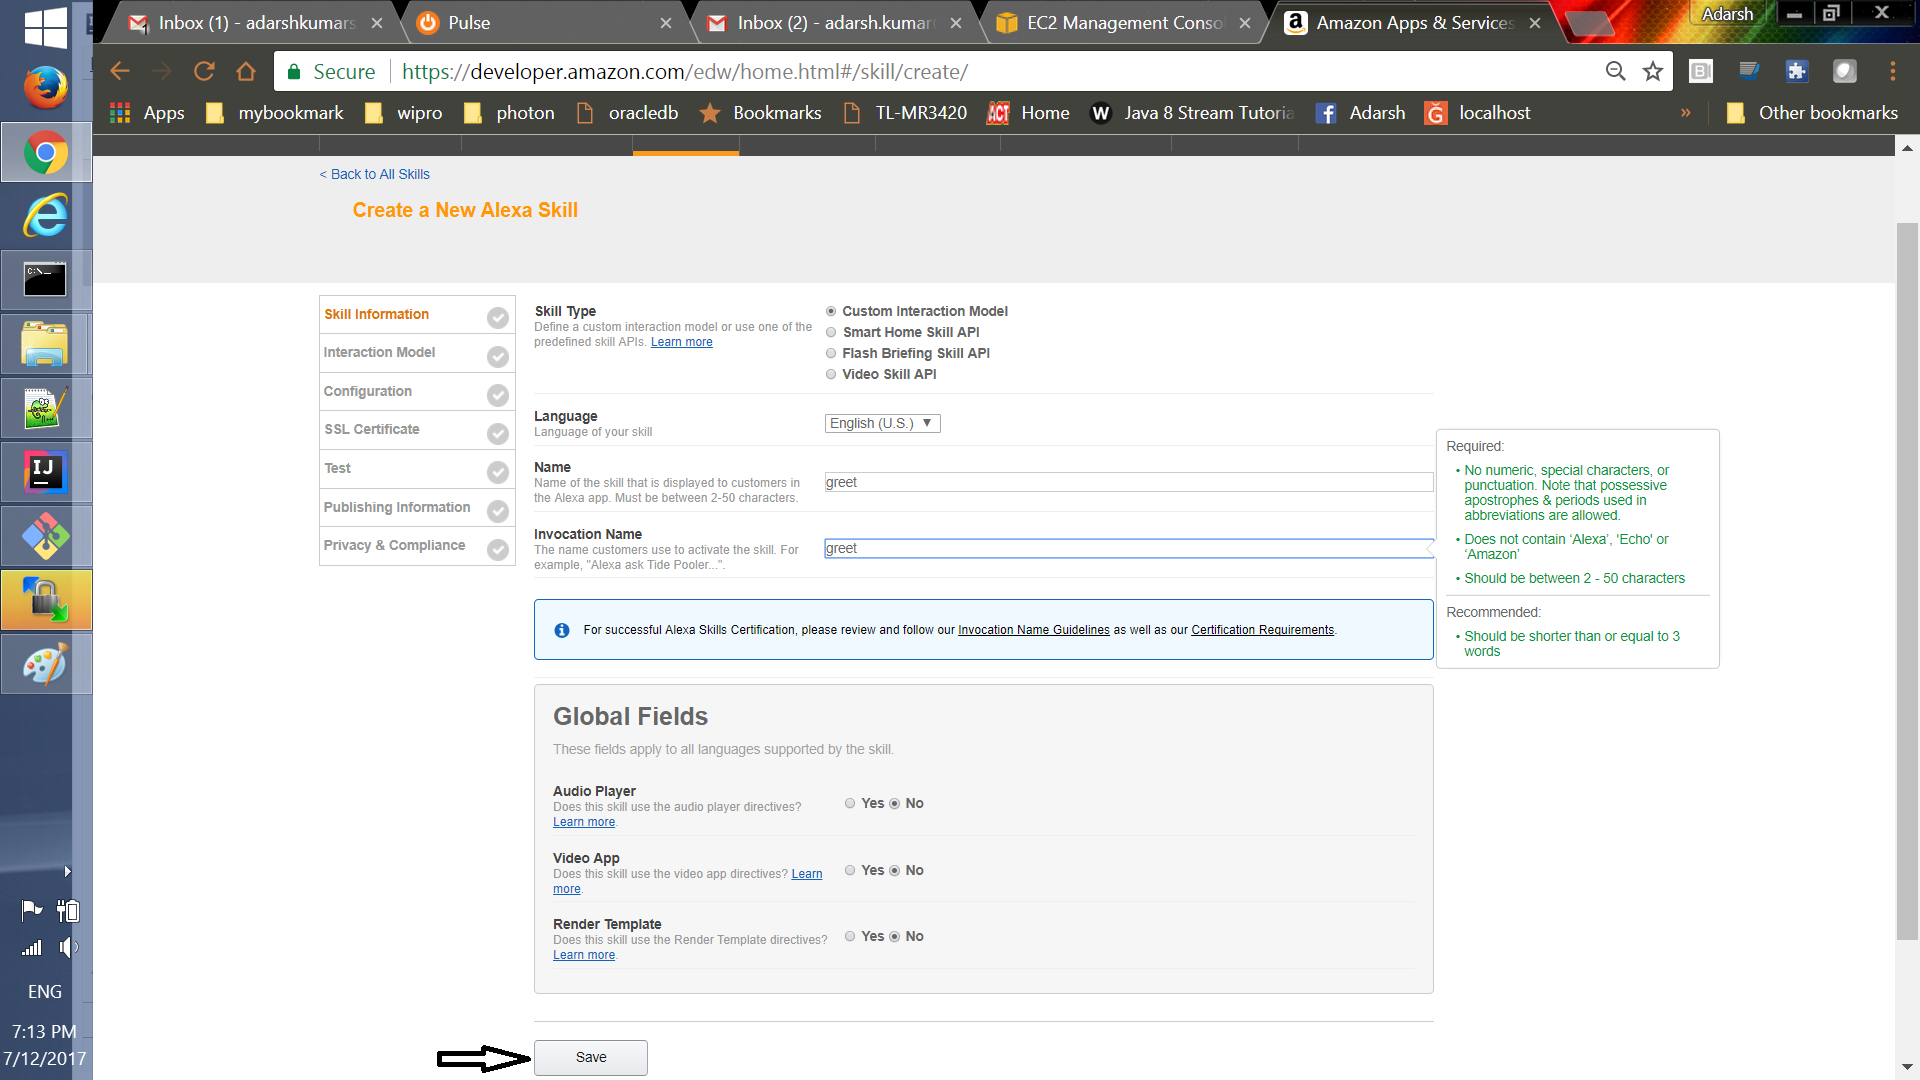 Inbox (1) - adarshkumars
Pulse
Inbox (2) - adarsh.kumar
EC2 Management Conso
Amazon Apps & Services
Adarsh
Secure
https://developer.amazon.com/edw/home.html#/skill/create/
Apps
mybookmark
wipro
photon
oracledb
Bookmarks
TL-MR3420
ACT
Home
W
Java 8 Stream Tutoria
Adarsh
localhost
»
Other bookmarks
< Back to All Skills
Create a New Alexa Skill
Skill Information
Interaction Model
Configuration
SSL Certificate
Test
Publishing Information
Privacy & Compliance
Skill Type
Define a custom interaction model or use one of the
predefined skill APIs. Learn more
Custom Interaction Model
Smart Home Skill API
Flash Briefing Skill API
Video Skill API
Language
Language of your skill
English (U.S.)
Name
Name of the skill that is displayed to customers in
the Alexa app. Must be between 2-50 characters.
greet
Invocation Name
The name customers use to activate the skill. For
example, "Alexa ask Tide Pooler...".
greet
Required:
• No numeric, special characters, or
punctuation. Note that possessive
apostrophes & periods used in
abbreviations are allowed.
• Does not contain ‘Alexa’, 'Echo' or
‘Amazon’
• Should be between 2 - 50 characters
Recommended:
• Should be shorter than or equal to 3
words
For successful Alexa Skills Certification, please review and follow our Invocation Name Guidelines as well as our Certification Requirements.
Global Fields
These fields apply to all languages supported by the skill.
Audio Player
Does this skill use the audio player directives?
Learn more.
Yes No
Video App
Does this skill use the video app directives? Learn
more.
Yes No
Render Template
Does this skill use the Render Template directives?
Learn more.
Yes No
Save
IJ
ENG
7:13 PM
7/12/2017